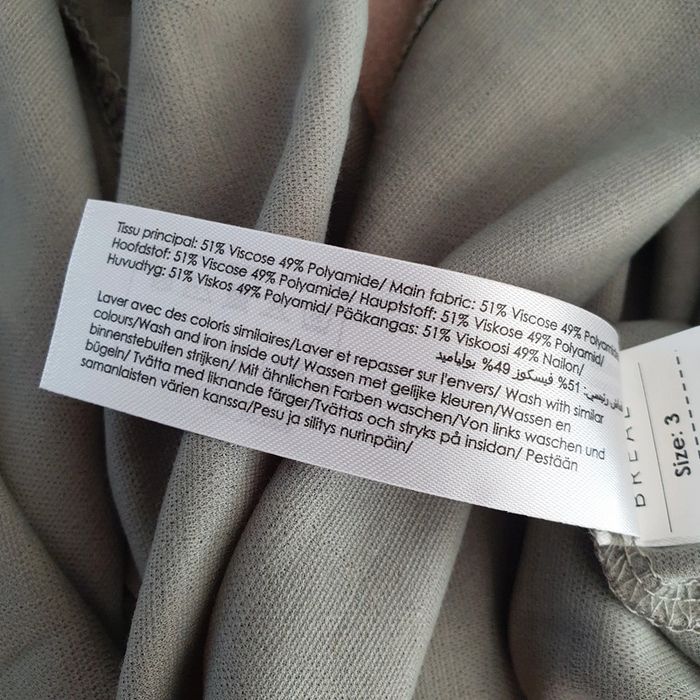 Tissu principal: 51% Viscose 49% Polyamide/ Main fabric: 51% Viscose 49% Polyamide/
Hoofdstof: 51% Viscose 49% Polyamide/ Hauptstoff: 51% Viskose 49% Polyamid/
Huvudtyg: 51% Viskos 49% Polyamid/ Pääkangas: 51% Viskoosi 49% Nailon/
قماش رئيسي: 51% فيسكوز 49% بولياميد
Laver avec des coloris similaires/Laver et repasser sur l'envers/ Wash with similar
colours/Wash and iron inside out/ Wassen met gelijke kleuren/Wassen en
binnenstebuiten strijken/ Mit ähnlichen Farben waschen/Von links waschen und
bügeln/ Tvätta med liknande färger/Tvättas och stryks på insidan/ Pestään
samanlaisten värien kanssa/Pesu ja silitys nurinpäin/
Size: 3